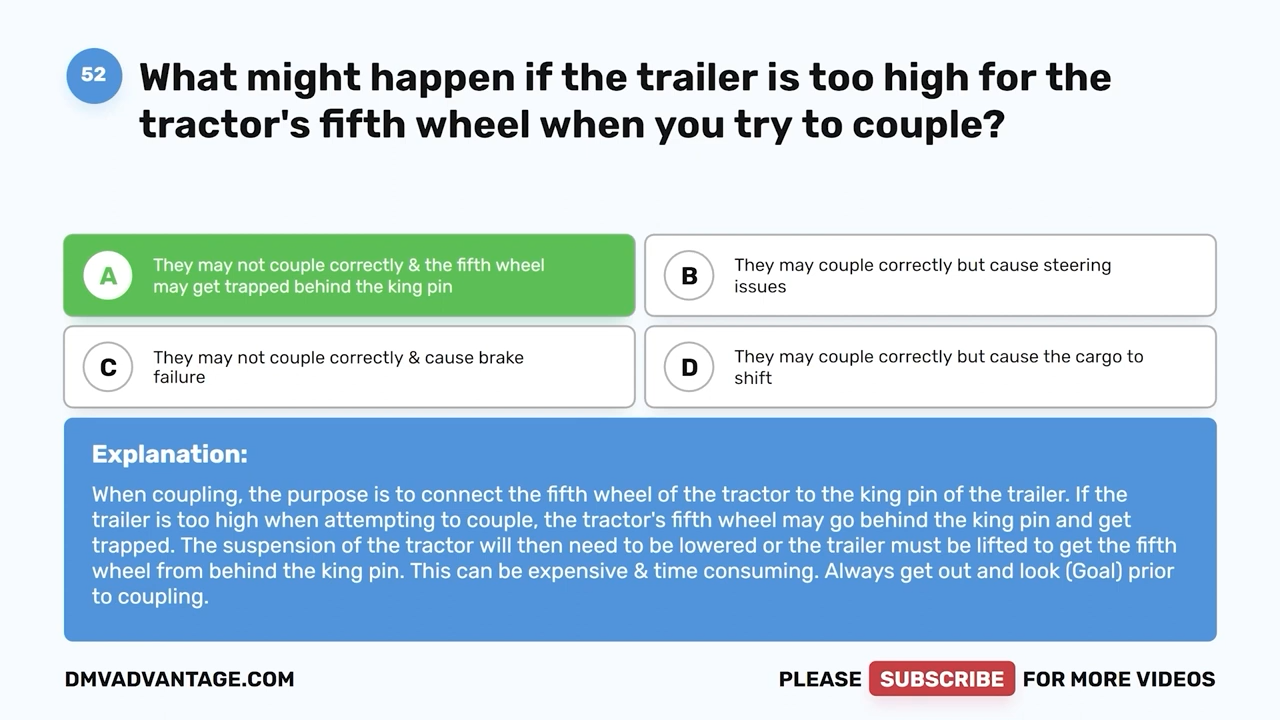 52
What might happen if the trailer is too high for the
tractor's fifth wheel when you try to couple?
A
They may not couple correctly & the fifth wheel
may get trapped behind the king pin
B
They may couple correctly but cause steering
issues
C
They may not couple correctly & cause brake
failure
D
They may couple correctly but cause the cargo to
shift
Explanation:
When coupling, the purpose is to connect the fifth wheel of the tractor to the king pin of the trailer. If the
trailer is too high when attempting to couple, the tractor's fifth wheel may go behind the king pin and get
trapped. The suspension of the tractor will then need to be lowered or the trailer must be lifted to get the fifth
wheel from behind the king pin. This can be expensive & time consuming. Always get out and look (Goal) prior
to coupling.
DMVADVANTAGE.COM
PLEASE SUBSCRIBE FOR MORE VIDEOS